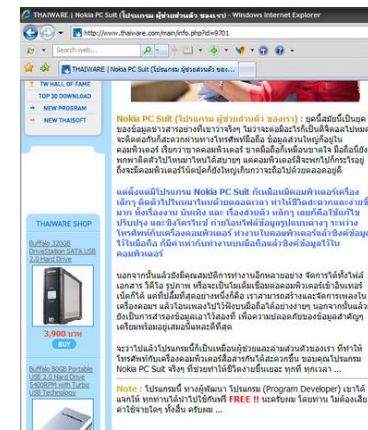 THAIWARE | Nokia PC Suit (โปรแกรม ผู้ช่วยส่วนตัว ของเรา) - Windows Internet Explorer
http://www.thaiware.com/main/info.php?id=9701
Search web...
THAIWARE | Nokia PC Suit (โปรแกรม ผู้ช่วยส่วนตัว ของ...
TW HALL OF FAME
TOP 30 DOWNLOAD
NEW PROGRAM
NEW THAISOFT
THAIWARE SHOP
Buffalo 320GB
DriveStation SATA USB
2.0 Hard Drive
3,900 บาท
BUY
Buffalo 80GB Portable
USB 2.0 Hard Drive
5400RPM with Turbo
USB Technology
Nokia PC Suit (โปรแกรม ผู้ช่วยส่วนตัว ของเรา) : ยุคนี้สมัยนี้เป็นยุค
ของข้อมูลข่าวสารอย่างที่เขาว่าจริงๆ ไม่ว่าจะต่อมือะไรก็เป็นดิจิตอลไปหมด
จะติดต่อกันก็สะดวกผ่านทางโทรศัพท์มือถือ ข้อมูลส่วนใหญ่ก็อยู่ใน
คอมพิวเตอร์ เรียกว่าขาดคอมพิวเตอร์ ขาดมือถือก็เหมือนขาดใจ มือถือนี่ยัง
พกพาติดตัวไปไหนมาไหนได้สบายๆ แต่คอมพิวเตอร์สิจะพกไปก็กระไรอยู่
ถึงจะมีคอมพิวเตอร์โน้ตบุ๊คก็ยังใหญ่เกินกว่าจะถือไปด้วยตลอดอยู่ดี
แต่ตั้งแต่มีโปรแกรม Nokia PC Suit ก็เหมือนมีคอมพิวเตอร์เครื่อง
เล็กๆ ติดตัวไปไหนมาไหนด้วยตลอดเวลา ทำให้ชีวิตสะดวกและง่ายขึ้
มาก ทั้งเรื่องงาน บันเทิง และ เรื่องส่วนตัว หลักๆ เลยก็คือไว้ซิงก์ไข
ปรับปรุง และซิงโครไนซ์ ถ่ายโอนไฟล์ข้อมูลรูปแบบต่างๆ ระหว่าง
โทรศัพท์กับเครื่องคอมพิวเตอร์ ทำงานในคอมพิวเตอร์แล้วซิงค์ข้อมูล
ไว้ในมือถือ ก็มีค่าเท่ากับทำงานบนมือถือแล้วซิงค์ข้อมูลไว้ใน
คอมพิวเตอร์
นอกจากนั้นแล้วยังมีคุณสมบัติการทำงานอีกหลายอย่าง จัดการได้ทั้งไฟล์
เอกสาร วิดีโอ รูปภาพ หรือจะเป็นโมเด็มเชื่อมต่อคอมพิวเตอร์เข้ากับอินเทอร์
เน็ตก็ได้ แต่ที่ปลื้มที่สุดอย่างหนึ่งก็คือ เราสามารถสร้างและจัดการเพลงใน
เครื่องคอมฯ แล้วโอนเพลงไปไว้ฟังบนมือถือได้อย่างง่ายๆ นอกจากนั้นแล้ว
ยังเป็นการสำรองข้อมูลเอาไว้สองที่ เพื่อความปลอดภัยของข้อมูลสำคัญๆ
เตรียมพร้อมอยู่เสมอนี่แหละดีที่สุด
จะว่าไปแล้วโปรแกรมนี้ก็เป็นเหมือนผู้ช่วยและล่ามส่วนตัวของเรา ที่ทำให้
โทรศัพท์กับเครื่องคอมพิวเตอร์สื่อสารกันได้สะดวกขึ้น ขอบคุณโปรแกรม
Nokia PC Suit จริงๆ ที่ช่วยทำให้ชีวิตง่ายขึ้นเยอะ ทุกที่ ทุกเวลา ...
Note : โปรแกรมนี้ ทางผู้พัฒนา โปรแกรม (Program Developer) เขาได้
แจกให้ ทุกท่านได้นำไปใช้กันฟรี FREE !! นะครับผม โดยท่าน ไม่ต้องเสีย
ค่าใช้จ่ายใดๆ ทั้งสิ้น ครับผม ...